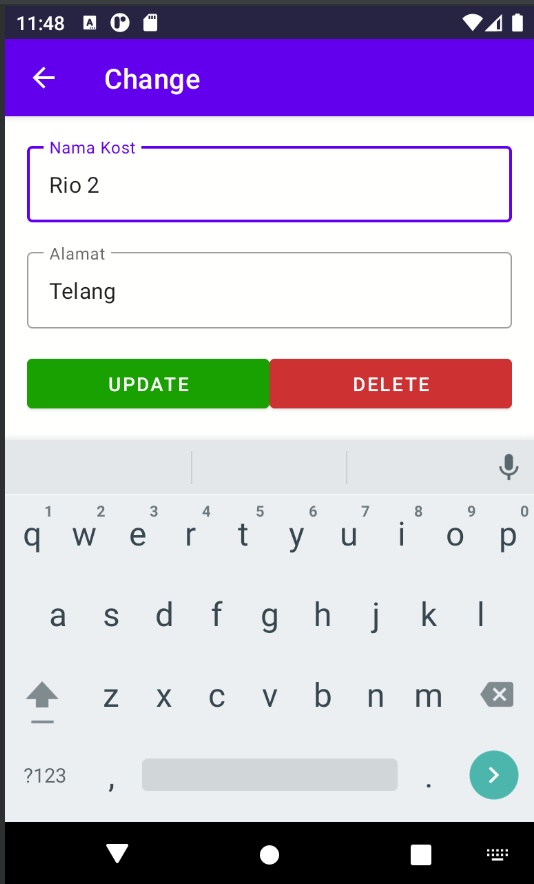 11:48
Change
Nama Kost
Rio 2
Alamat
Telang
UPDATE DELETE
1 2 3 4 5 6 7 8 9 0
q w e r t y u i o p
a s d f g h j k l
z x c v b n m
?123 , .